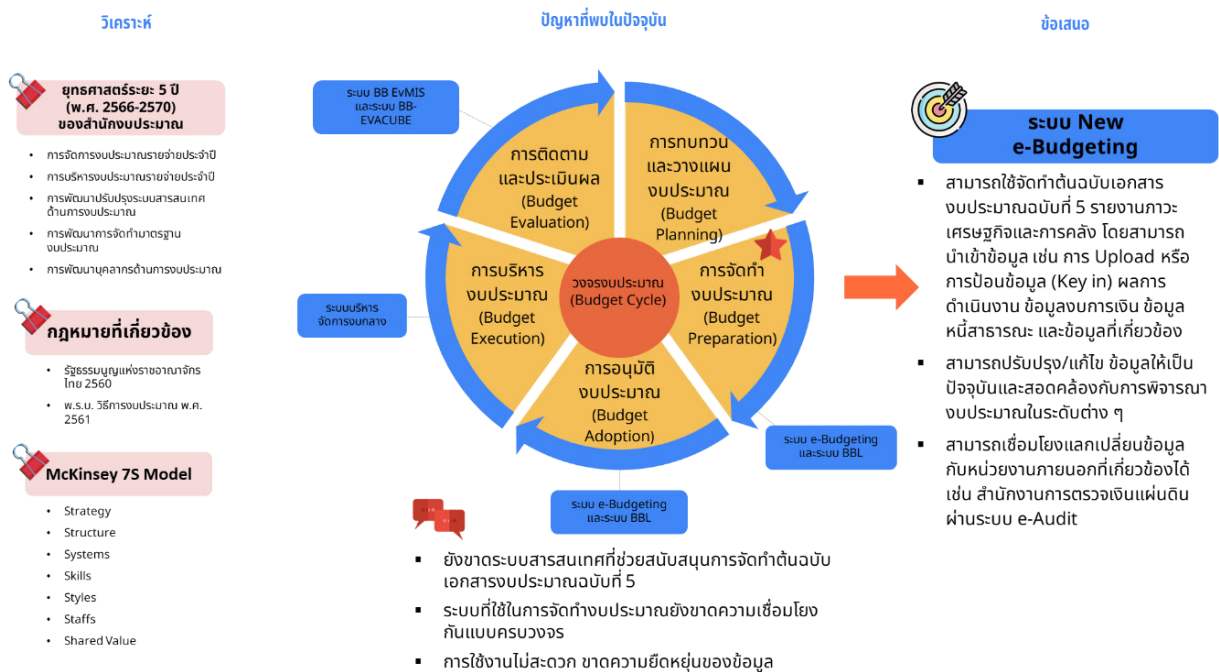 วิเคราะห์
ยุทธศาสตร์ระยะ 5 ปี
(พ.ศ. 2566-2570)
ของสำนักงบประมาณ
• การจัดการงบประมาณรายจ่ายประจำปี
• การบริหารงบประมาณรายจ่ายประจำปี
• การพัฒนาปรับปรุงระบบสารสนเทศ
ด้านการงบประมาณ
• การพัฒนาการจัดทำมาตรฐาน
งบประมาณ
• การพัฒนาบุคลากรด้านการงบประมาณ
กฎหมายที่เกี่ยวข้อง
• รัฐธรรมนูญแห่งราชอาณาจักร
ไทย 2560
• พ.ร.บ. วิธีการงบประมาณ พ.ศ.
2561
McKinsey 7S Model
• Strategy
• Structure
• Systems
• Skills
• Styles
• Staffs
• Shared Value
ปัญหาที่พบในปัจจุบัน
ระบบ BB EvMIS
และระบบ BB-
EVACUBE
การติดตาม
และประเมินผล
(Budget
Evaluation)
การทบทวน
และวางแผน
งบประมาณ
(Budget
Planning)
การบริหาร
งบประมาณ
(Budget
Execution)
วงจรงบประมาณ
(Budget Cycle)
การจัดทำ
งบประมาณ
(Budget
Preparation)
ระบบบริหาร
จัดการงบกลาง
การอนุมัติ
งบประมาณ
(Budget
Adoption)
ระบบ e-Budgeting
และระบบ BBL
ระบบ e-Budgeting
และระบบ BBL
▪ ยังขาดระบบสารสนเทศที่ช่วยสนับสนุนการจัดทำต้นฉบับ
เอกสารงบประมาณฉบับที่ 5
▪ ระบบที่ใช้ในการจัดทำงบประมาณยังขาดความเชื่อมโยง
กันแบบครบวงจร
▪ การใช้งานไม่สะดวก ขาดความยืดหยุ่นของข้อมูล
ข้อเสนอ
ระบบ New
e-Budgeting
▪ สามารถใช้จัดทำต้นฉบับเอกสาร
งบประมาณฉบับที่ 5 รายงานภาวะ
เศรษฐกิจและการคลัง โดยสามารถ
นำเข้าข้อมูล เช่น การ Upload หรือ
การป้อนข้อมูล (Key in) ผลการ
ดำเนินงาน ข้อมูลงบการเงิน ข้อมูล
หนี้สาธารณะ และข้อมูลที่เกี่ยวข้อง
▪ สามารถปรับปรุง/แก้ไข ข้อมูลให้เป็น
ปัจจุบันและสอดคล้องกับการพิจารณา
งบประมาณในระดับต่าง ๆ
▪ สามารถเชื่อมโยงแลกเปลี่ยนข้อมูล
กับหน่วยงานภายนอกที่เกี่ยวข้องได้
เช่น สำนักงานการตรวจเงินแผ่นดิน
ผ่านระบบ e-Audit